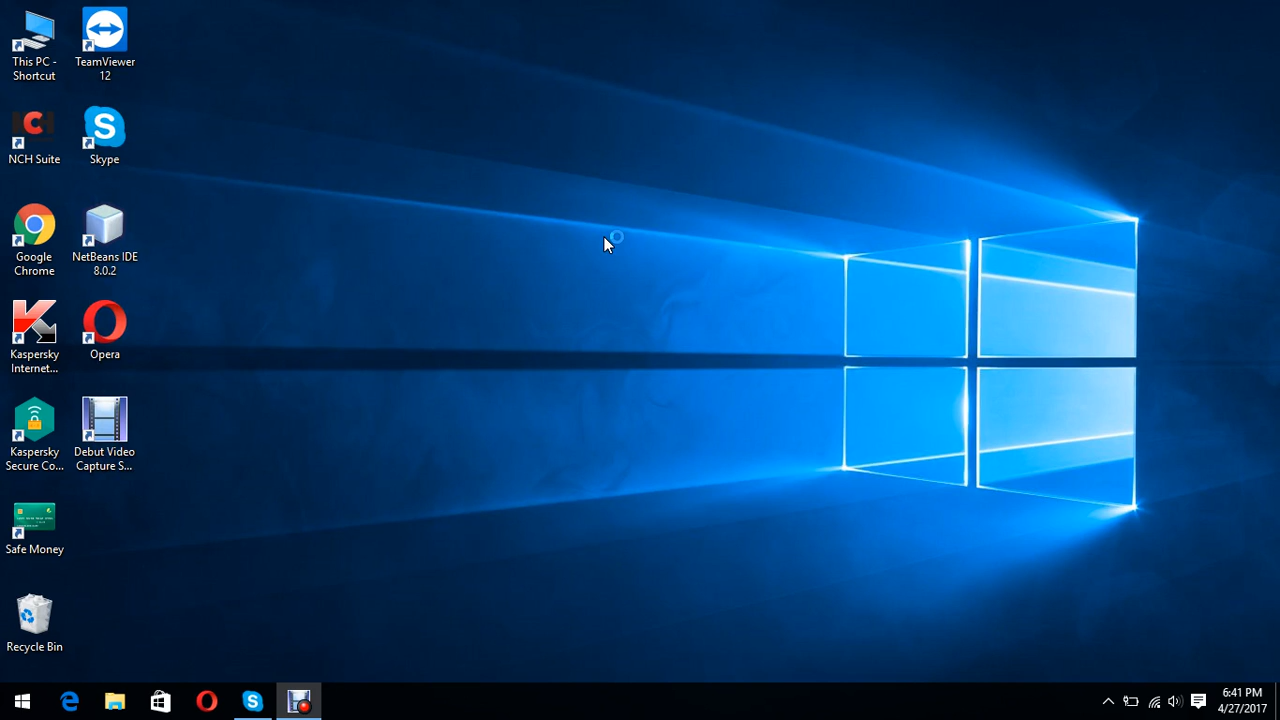 This PC -
Shortcut
TeamViewer
12
NCH Suite
Skype
Google
Chrome
NetBeans IDE
8.0.2
Kaspersky
Internet...
Opera
Kaspersky
Secure Co...
Debut Video
Capture S...
Safe Money
Recycle Bin
6:41 PM
4/27/2017